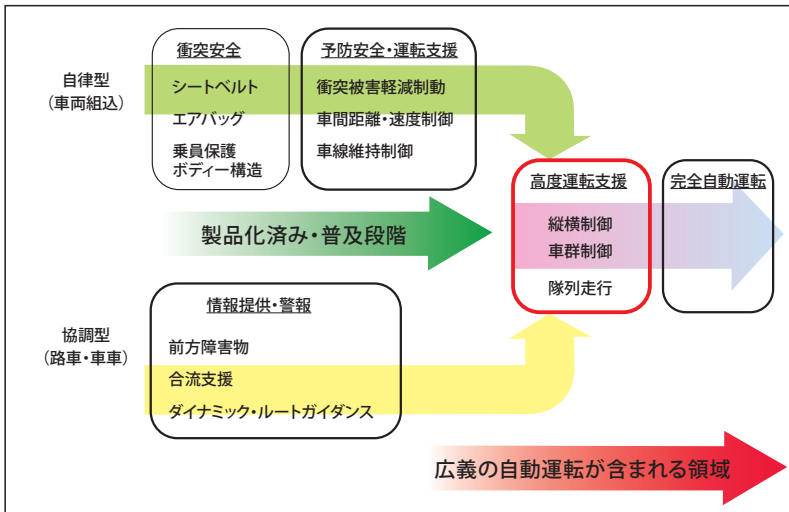 自律型
（車両組込）
衝突安全
シートベルト
エアバッグ
乗員保護
ボディー構造
予防安全・運転支援
衝突被害軽減制動
車間距離・速度制御
車線維持制御
製品化済み・普及段階
高度運転支援
縦横制御
車群制御
隊列走行
完全自動運転
協調型
（路車・車車）
情報提供・警報
前方障害物
合流支援
ダイナミック・ルートガイダンス
広義の自動運転が含まれる領域